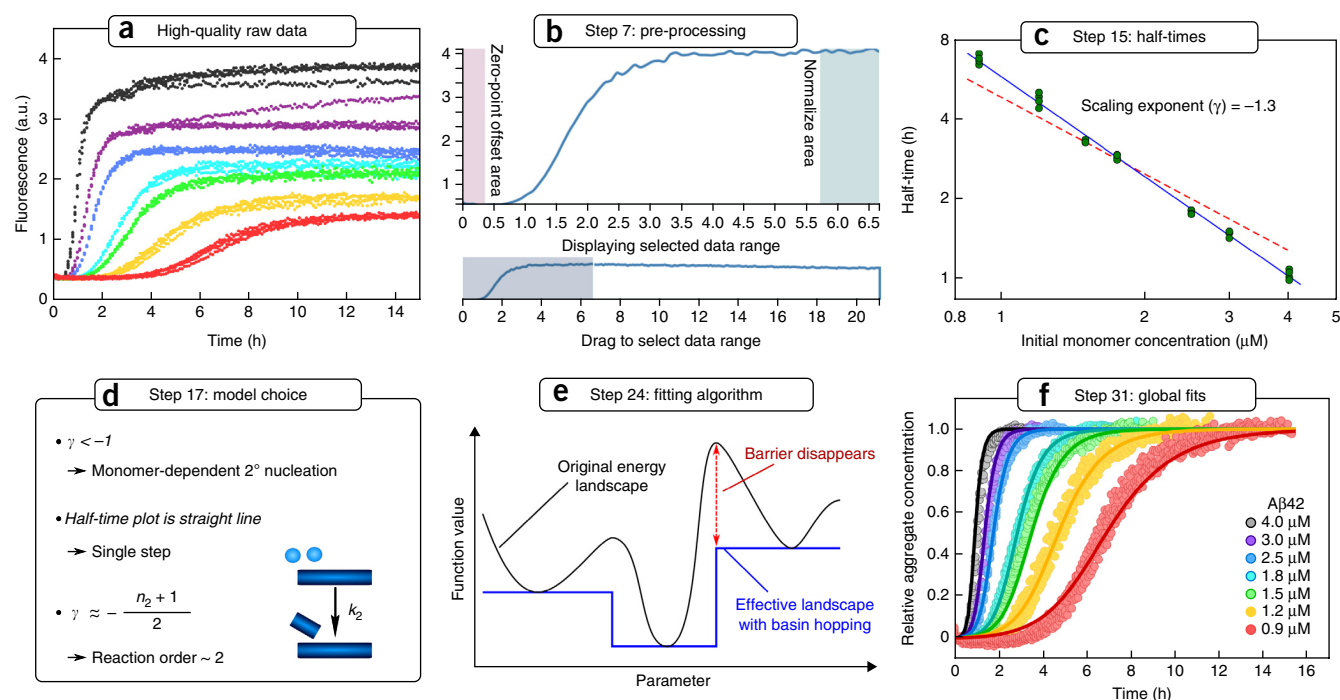 a
High-quality raw data
Fluorescence (a.u.)
4
3
2
1
0
0 2 4 6 8 10 12 14
Time (h)
b
Step 7: pre-processing
4
3
2
1
Zero-point offset area
Normalize area
0 0.5 1.0 1.5 2.0 2.5 3.0 3.5 4.0 4.5 5.0 5.5 6.0 6.5
Displaying selected data range
0 2 4 6 8 10 12 14 16 18 20
Drag to select data range
c
Step 15: half-times
Half-time (h)
8
4
2
1
Scaling exponent (γ) = −1.3
0.8 1 2 3 4 5
Initial monomer concentration (μM)
d
Step 17: model choice
• γ < −1
→ Monomer-dependent 2° nucleation
• Half-time plot is straight line
→ Single step
• γ ≈ − n₂ + 1
2
→ Reaction order ~ 2
k₂
e
Step 24: fitting algorithm
Function value
Original energy
landscape
Barrier disappears
Effective landscape
with basin hopping
Parameter
f
Step 31: global fits
Relative aggregate concentration
1.0
0.8
0.6
0.4
0.2
0
Aβ42
4.0 μM
3.0 μM
2.5 μM
1.8 μM
1.5 μM
1.2 μM
0.9 μM
0 2 4 6 8 10 12 14 16
Time (h)